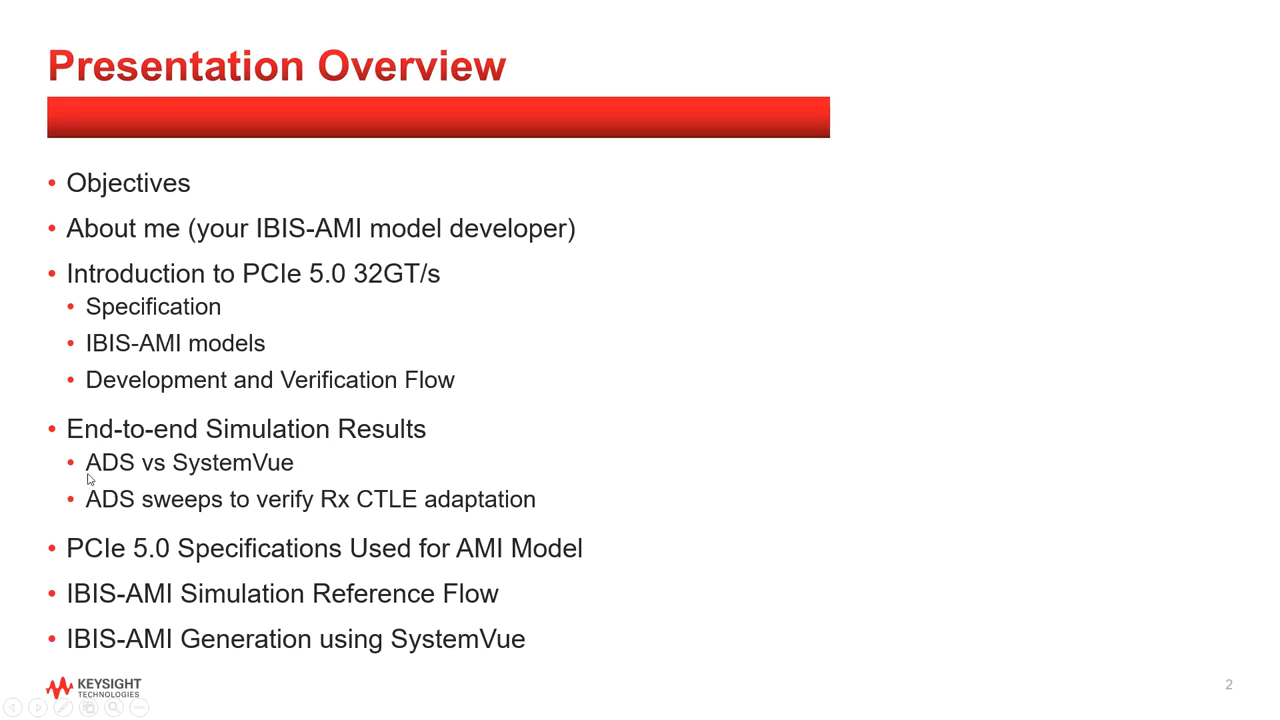 Presentation Overview
• Objectives
• About me (your IBIS-AMI model developer)
• Introduction to PCIe 5.0 32GT/s
• Specification
• IBIS-AMI models
• Development and Verification Flow
• End-to-end Simulation Results
• ADS vs SystemVue
• ADS sweeps to verify Rx CTLE adaptation
• PCIe 5.0 Specifications Used for AMI Model
• IBIS-AMI Simulation Reference Flow
• IBIS-AMI Generation using SystemVue
KEYSIGHT
TECHNOLOGIES
2